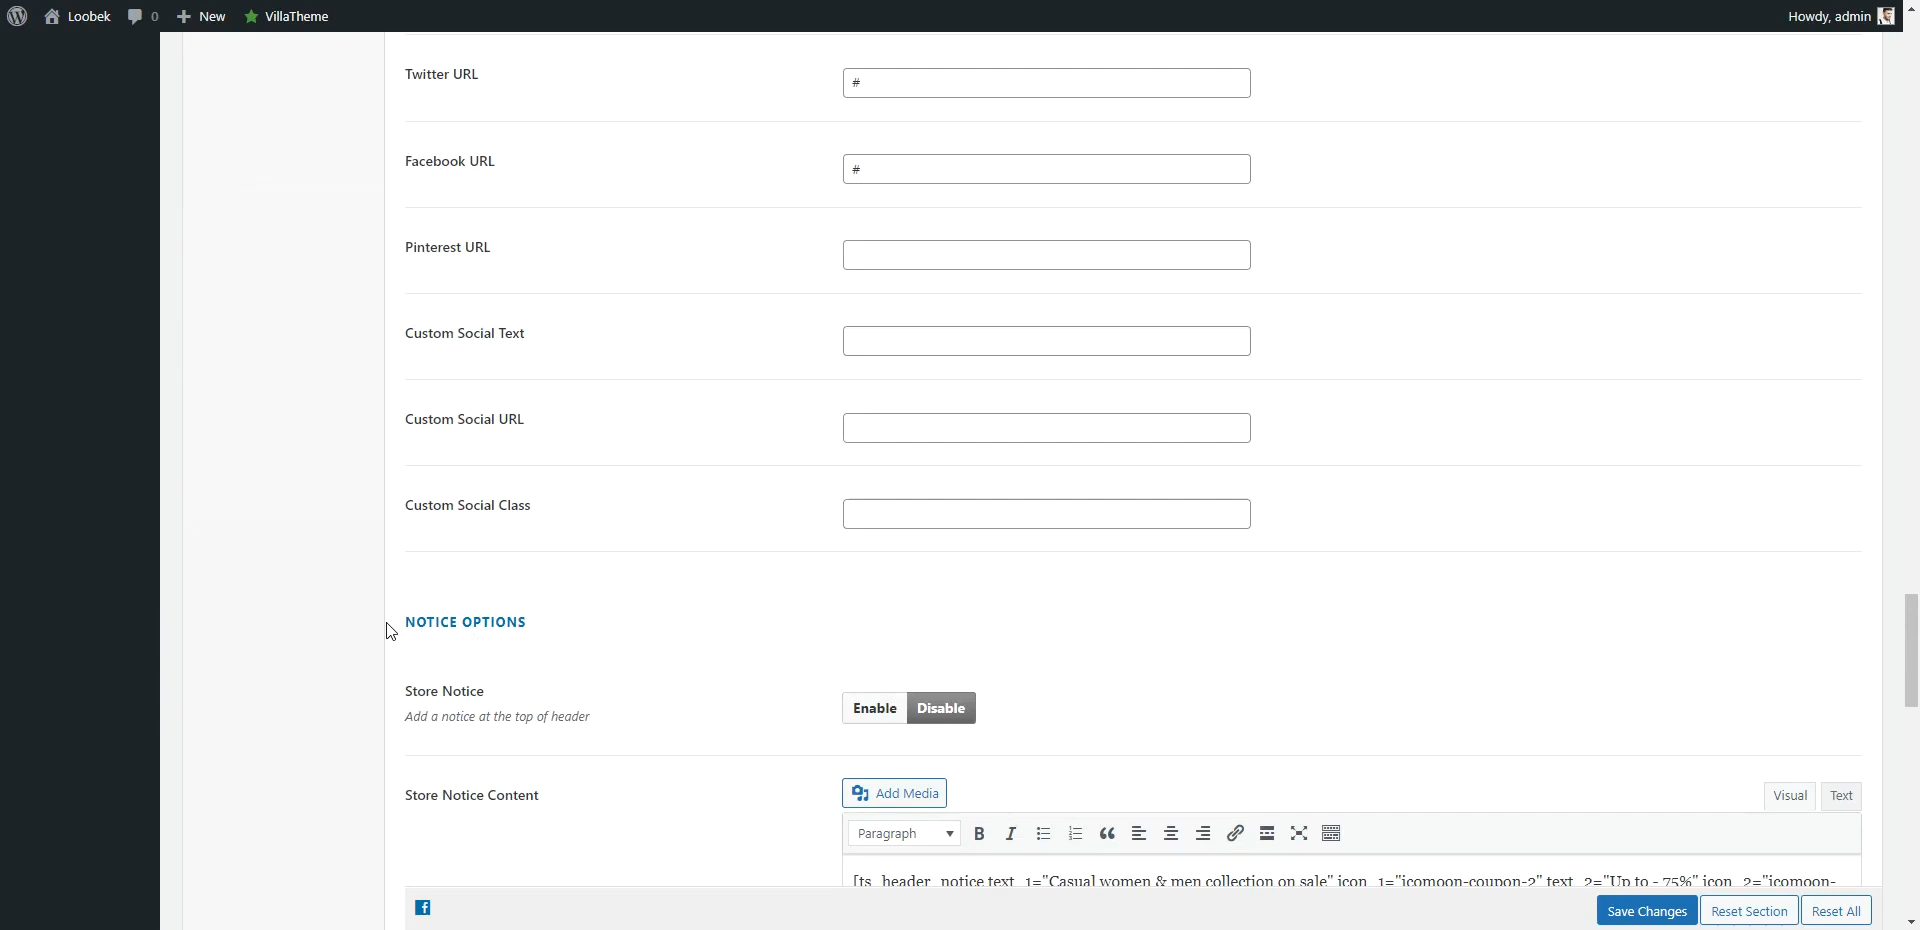 Loobek 0 New VillaTheme Howdy, admin
Twitter URL #
Facebook URL #
Pinterest URL
Custom Social Text
Custom Social URL
Custom Social Class
NOTICE OPTIONS
Store Notice
Add a notice at the top of header
Enable Disable
Store Notice Content Add Media Visual Text
Paragraph
[ts_header_notice text_1="Casual women & men collection on sale" icon_1="icomoon-coupon-2" text_2="Up to - 75%" icon_2="icomoon-
Save Changes Reset Section Reset All